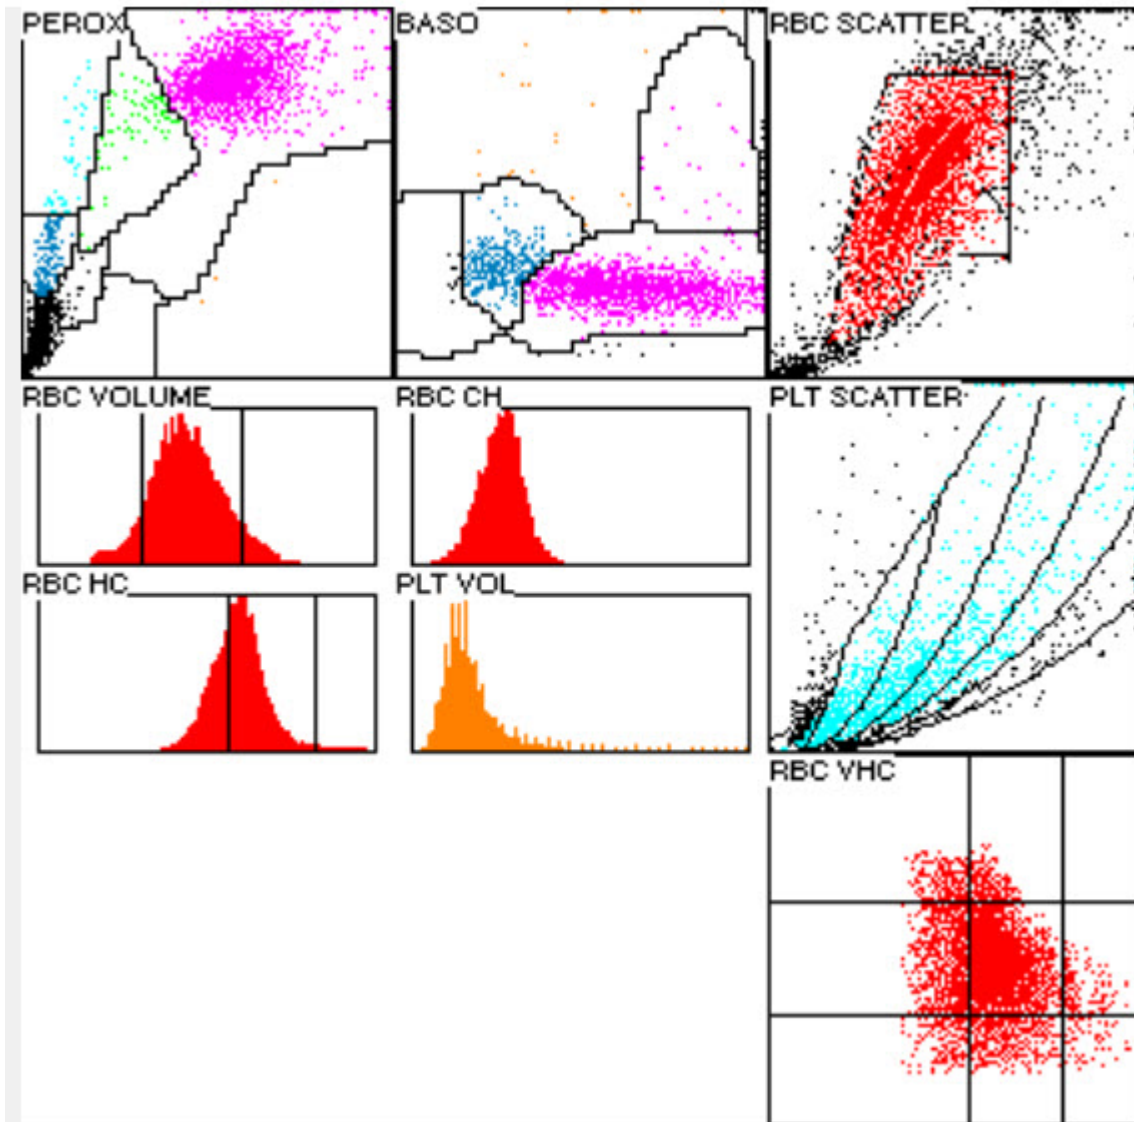 PEROX
BASO
RBC SCATTER
RBC VOLUME
RBC CH
PLT SCATTER
RBC HC
PLT VOL
RBC VHC